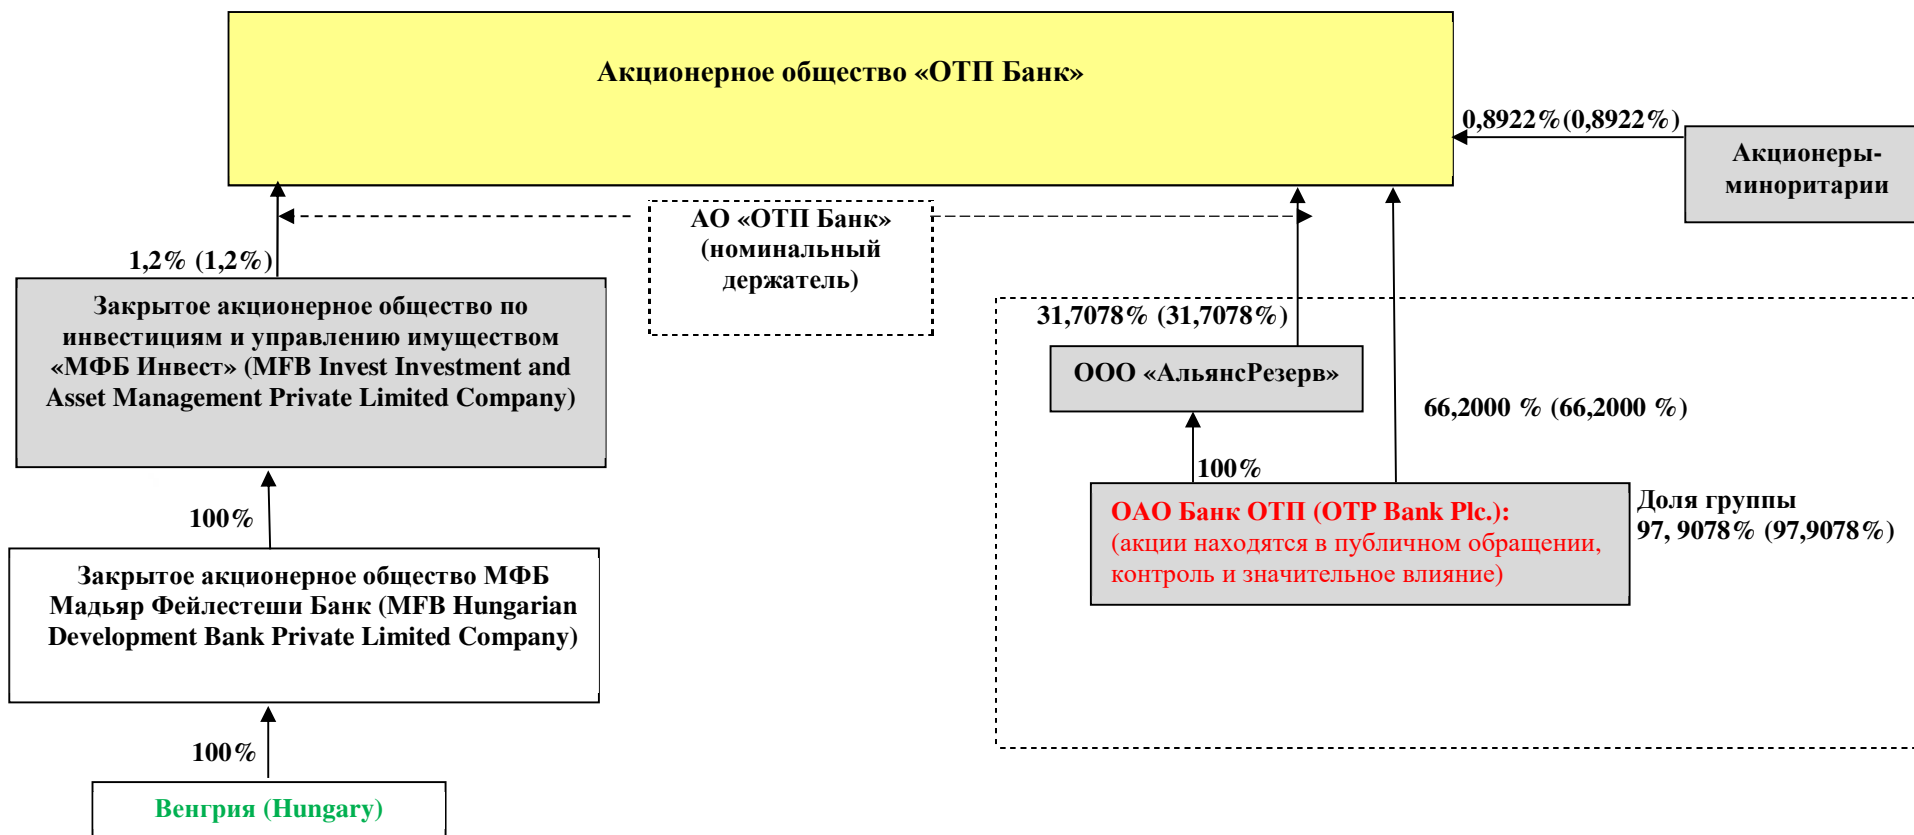 Акционерное общество «ОТП Банк»
0,8922%(0,8922%)
Акционеры-
миноритарии
АО «ОТП Банк»
(номинальный
держатель)
1,2% (1,2%)
Закрытое акционерное общество по
инвестициям и управлению имуществом
«МФБ Инвест» (MFB Invest Investment and
Asset Management Private Limited Company)
31,7078% (31,7078%)
ООО «АльянсРезерв»
66,2000 % (66,2000 %)
100%
ОАО Банк ОТП (OTP Bank Plc.):
(акции находятся в публичном обращении,
контроль и значительное влияние)
Доля группы
97, 9078% (97,9078%)
100%
Закрытое акционерное общество МФБ
Мадьяр Фейлестеши Банк (MFB Hungarian
Development Bank Private Limited Company)
100%
Венгрия (Hungary)